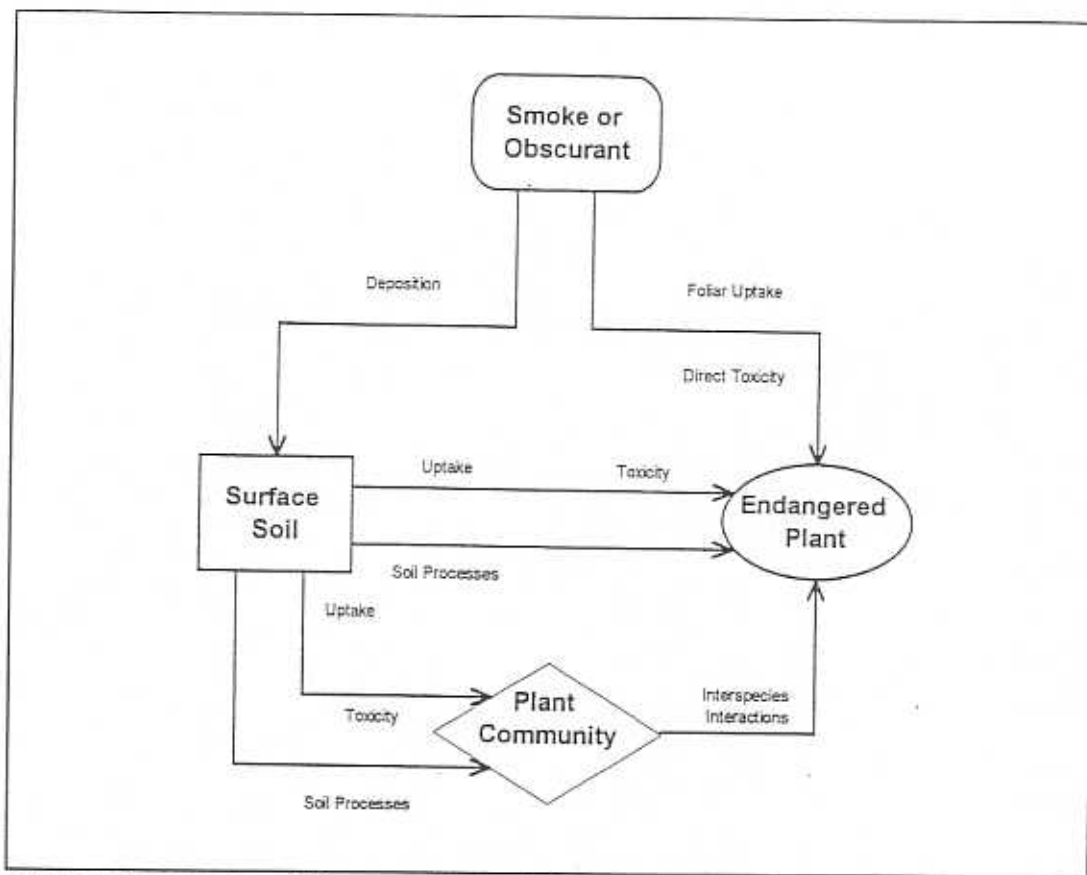 Smoke or
Obscurant
Deposition
Foliar Uptake
Direct Toxicity
Uptake
Toxicity
Surface
Soil
Endangered
Plant
Soil Processes
Uptake
Toxicity
Plant
Community
Interspecies
Interactions
Soil Processes